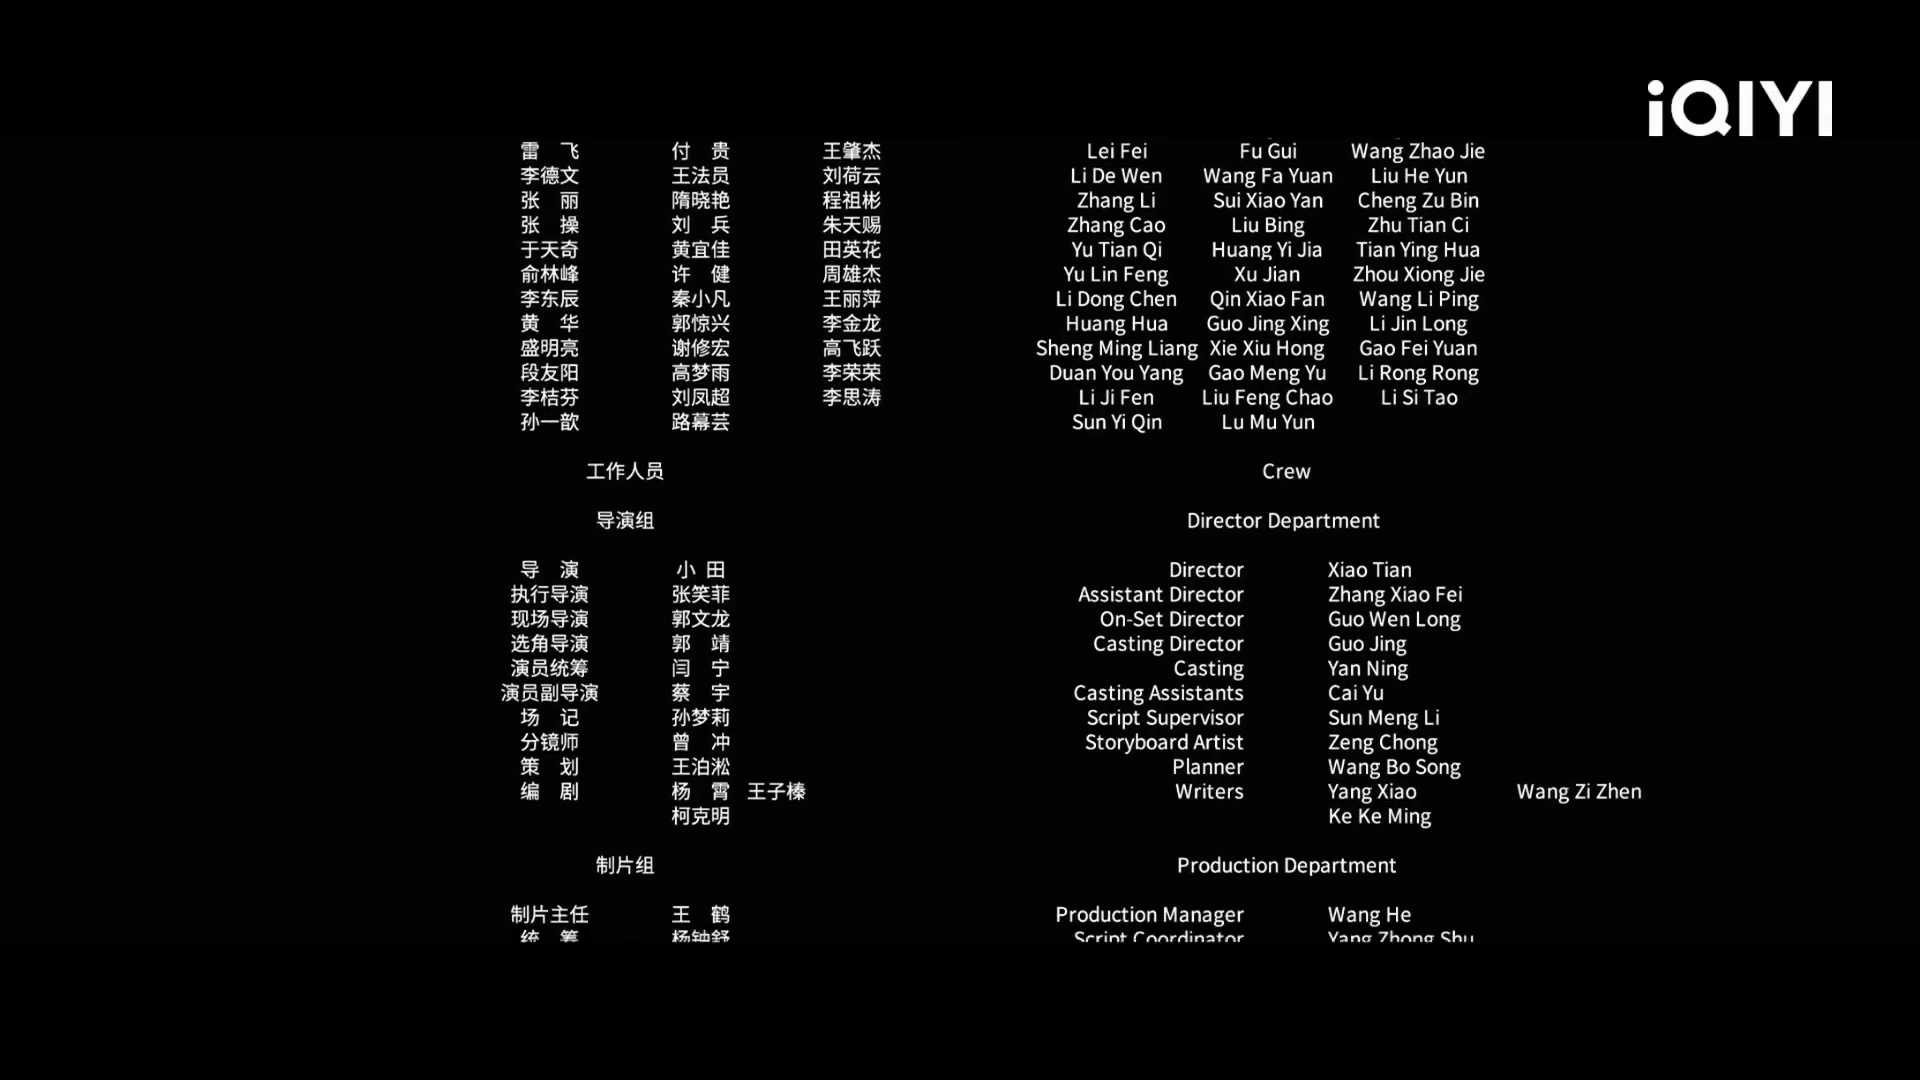 iQIYI
雷 飞 付 贵 王肇杰 Lei Fei Fu Gui Wang Zhao Jie
李德文 王法员 刘荷云 Li De Wen Wang Fa Yuan Liu He Yun
张 丽 隋晓艳 程祖彬 Zhang Li Sui Xiao Yan Cheng Zu Bin
张 操 刘 兵 朱天赐 Zhang Cao Liu Bing Zhu Tian Ci
于天奇 黄宜佳 田英花 Yu Tian Qi Huang Yi Jia Tian Ying Hua
俞林峰 许 健 周雄杰 Yu Lin Feng Xu Jian Zhou Xiong Jie
李东辰 秦小凡 王丽萍 Li Dong Chen Qin Xiao Fan Wang Li Ping
黄 华 郭惊兴 李金龙 Huang Hua Guo Jing Xing Li Jin Long
盛明亮 谢修宏 高飞跃 Sheng Ming Liang Xie Xiu Hong Gao Fei Yuan
段友阳 高梦雨 李荣荣 Duan You Yang Gao Meng Yu Li Rong Rong
李桔芬 刘凤超 李思涛 Li Ji Fen Liu Feng Chao Li Si Tao
孙一歆 路幕芸 Sun Yi Qin Lu Mu Yun
工作人员 Crew
导演组 Director Department
导 演 小 田 Director Xiao Tian
执行导演 张笑菲 Assistant Director Zhang Xiao Fei
现场导演 郭文龙 On-Set Director Guo Wen Long
选角导演 郭 靖 Casting Director Guo Jing
演员统筹 闫 宁 Casting Yan Ning
演员副导演 蔡 宇 Casting Assistants Cai Yu
场 记 孙梦莉 Script Supervisor Sun Meng Li
分镜师 曾 冲 Storyboard Artist Zeng Chong
策 划 王泊淞 Planner Wang Bo Song
编 剧 杨 霄 王子榛 Writers Yang Xiao Wang Zi Zhen
柯克明 Ke Ke Ming
制片组 Production Department
制片主任 王 鹤 Production Manager Wang He
统 筹 杨钟舒 Script Coordinator Yang Zhong Shu